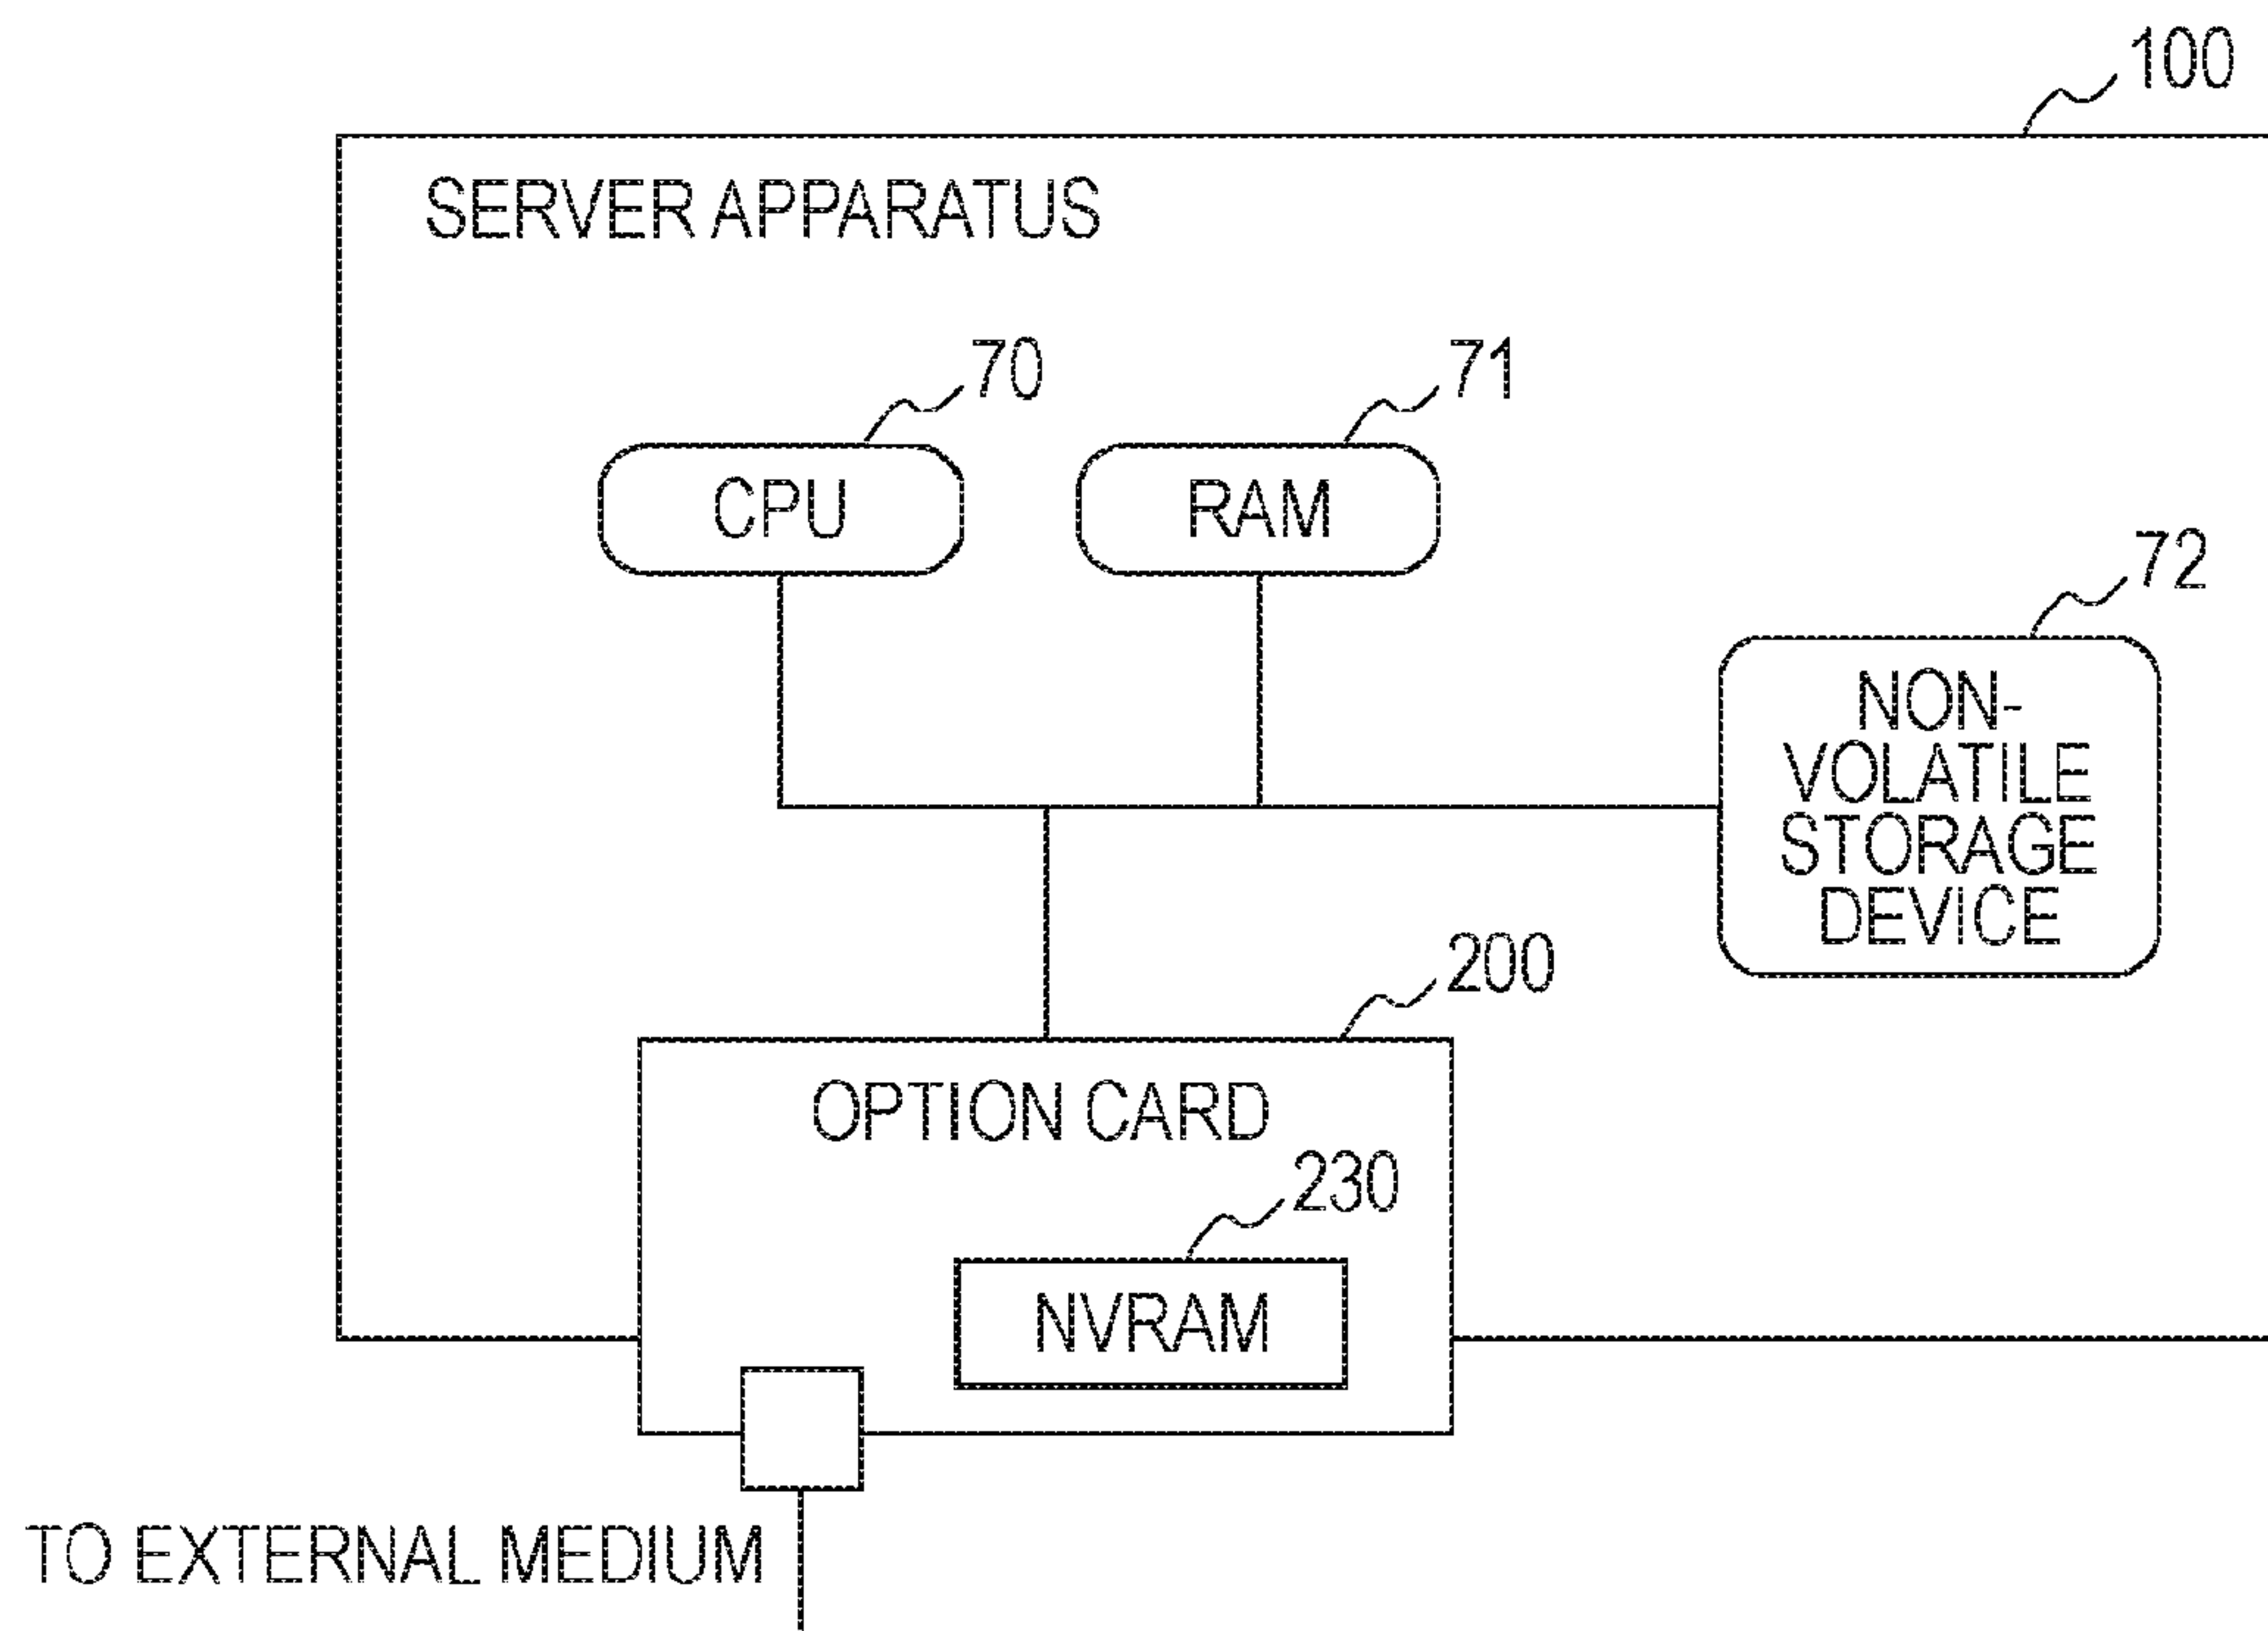 100
SERVER APPARATUS
70
71
CPU
RAM
72
NON-
VOLATILE
STORAGE
DEVICE
200
OPTION CARD
230
NVRAM
TO EXTERNAL MEDIUM